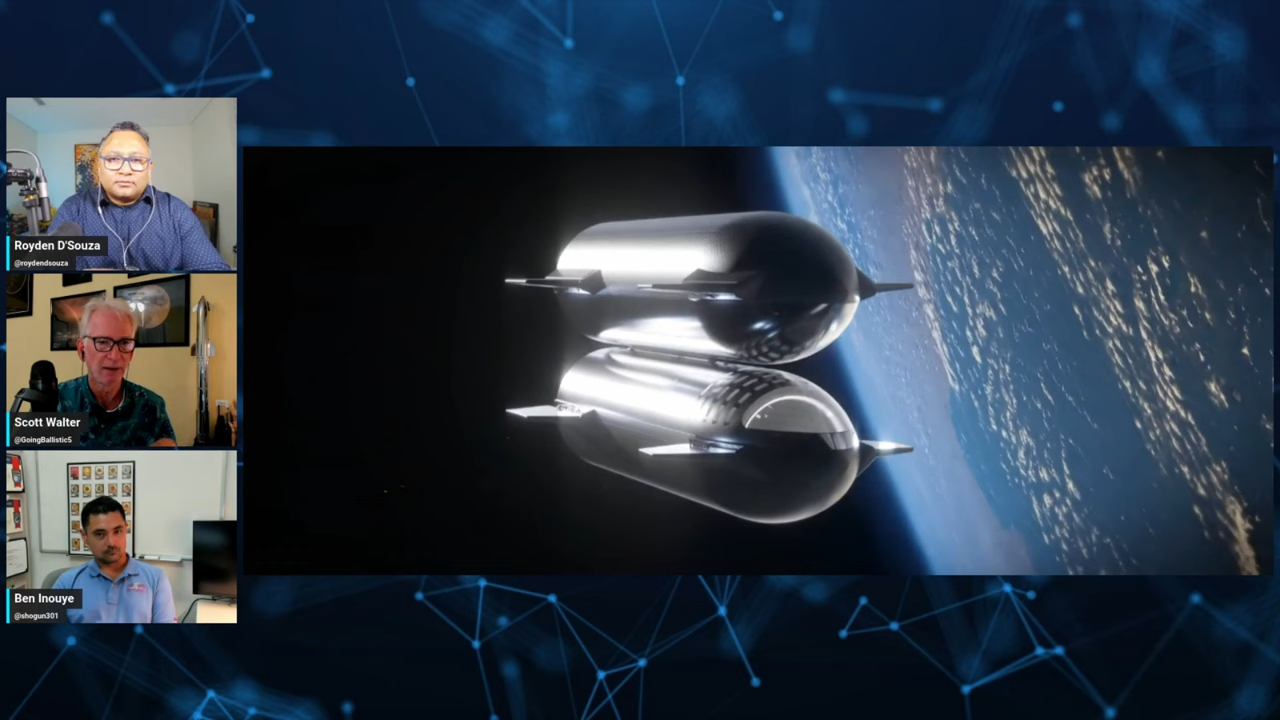 Royden D'Souza
@roydendsouza
Scott Walter
@GoingBallistic5
Ben Inouye
@shogun301